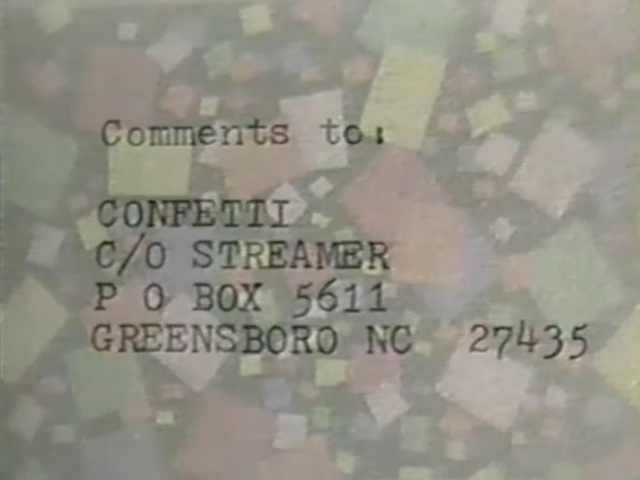 Comments to:
CONFETTI
C/O STREAMER
P O BOX 5611
GREENSBORO NC 27435